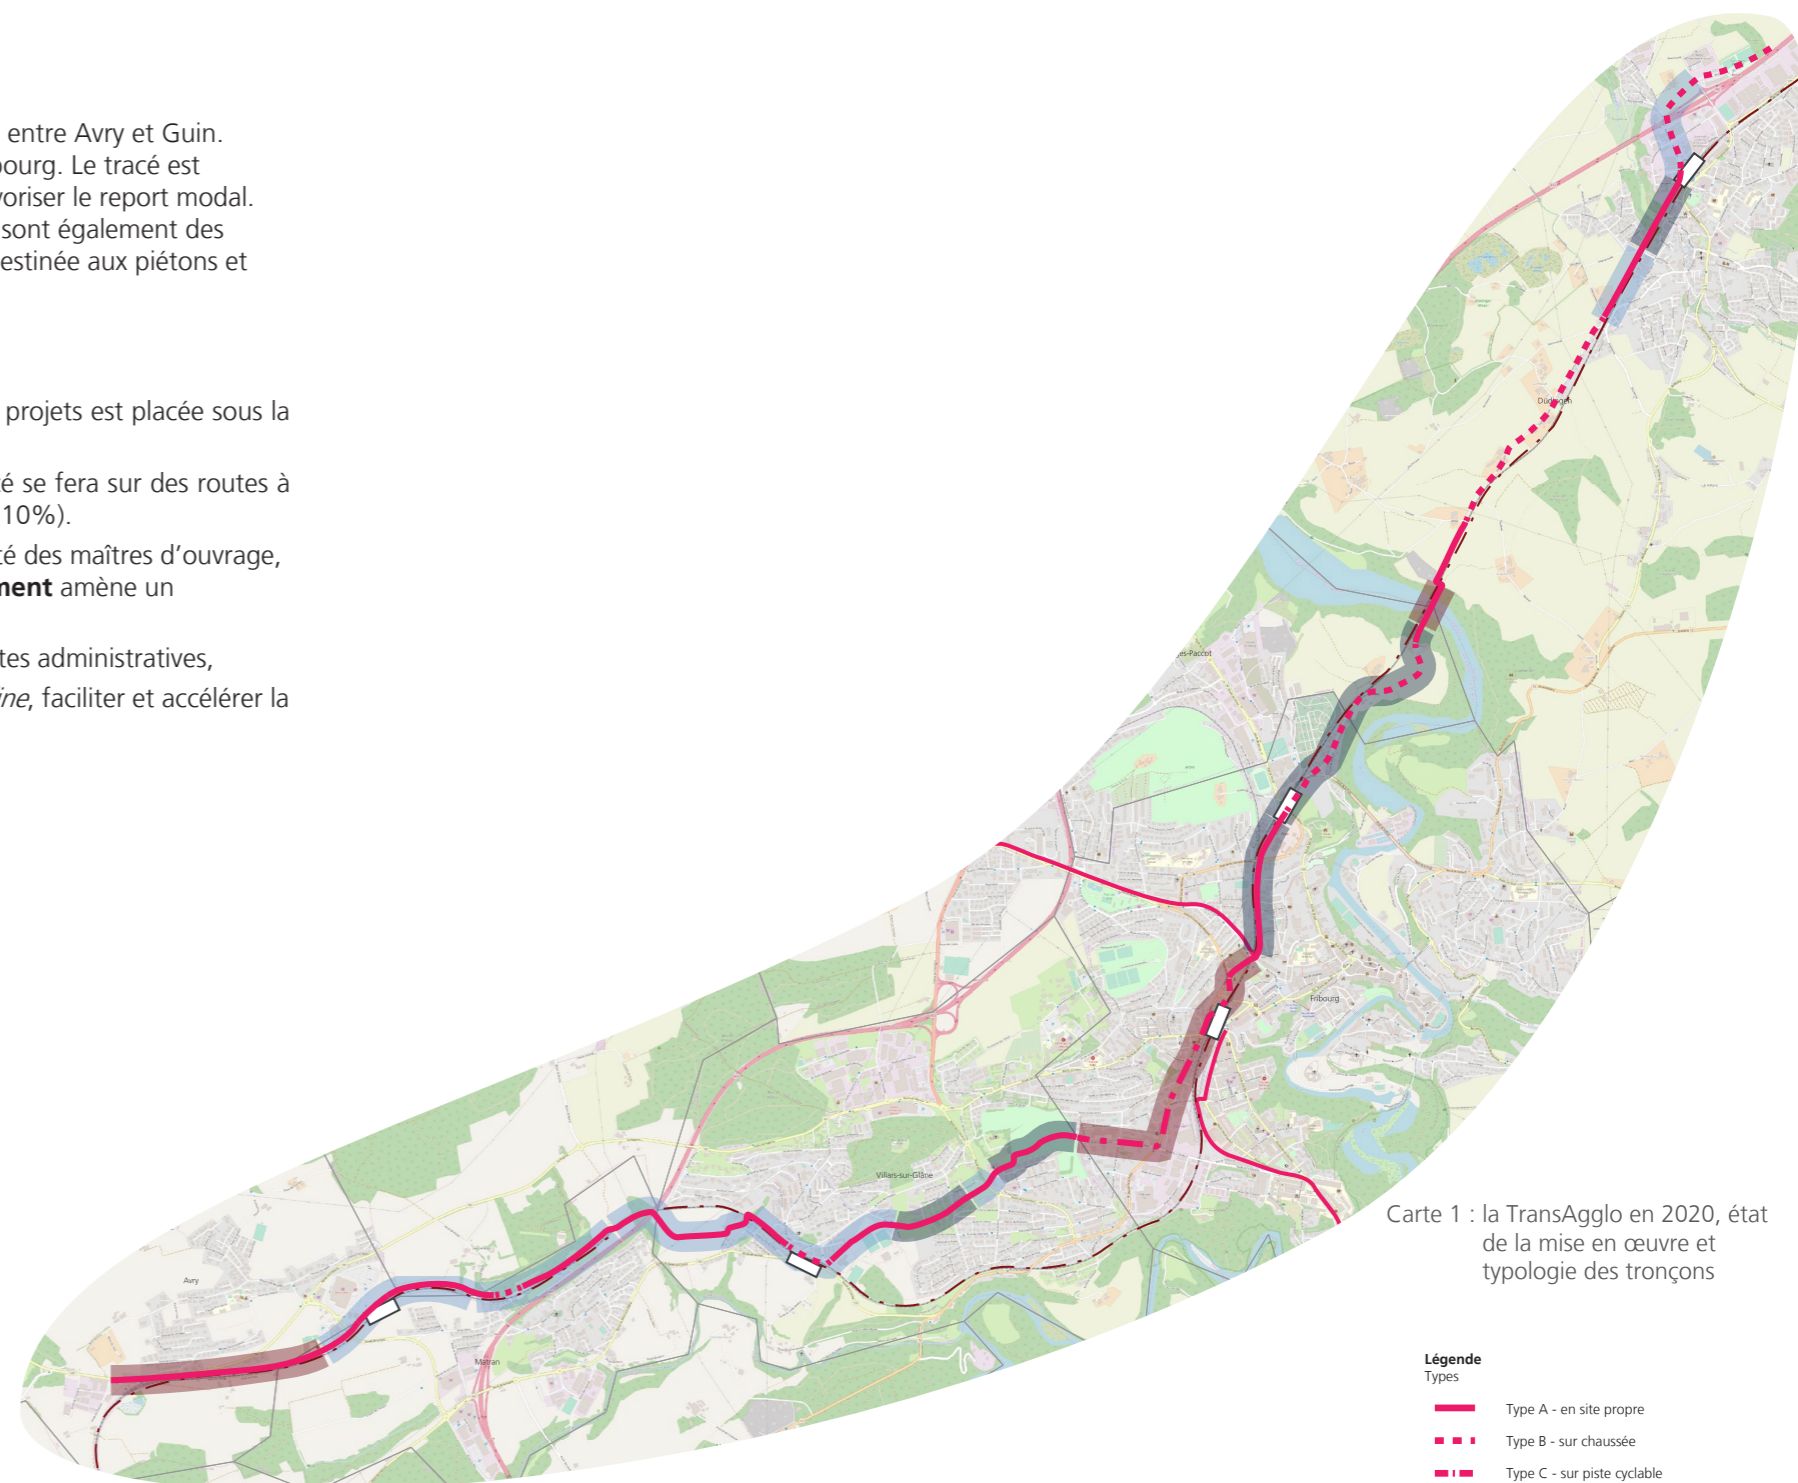 entre Avry et Guin.
bourg. Le tracé est
voriser le report modal.
sont également des
estinée aux piétons et
projets est placée sous la
té se fera sur des routes à
10%).
té des maîtres d’ouvrage,
ment amène un
tes administratives,
ine, faciliter et accélérer la
Düdingen
es-Paccot
Fribourg
Villars-sur-Glâne
Avry
Matran
Carte 1 : la TransAgglo en 2020, état
de la mise en œuvre et
typologie des tronçons
Légende
Types
Type A - en site propre
Type B - sur chaussée
Type C - sur piste cyclable